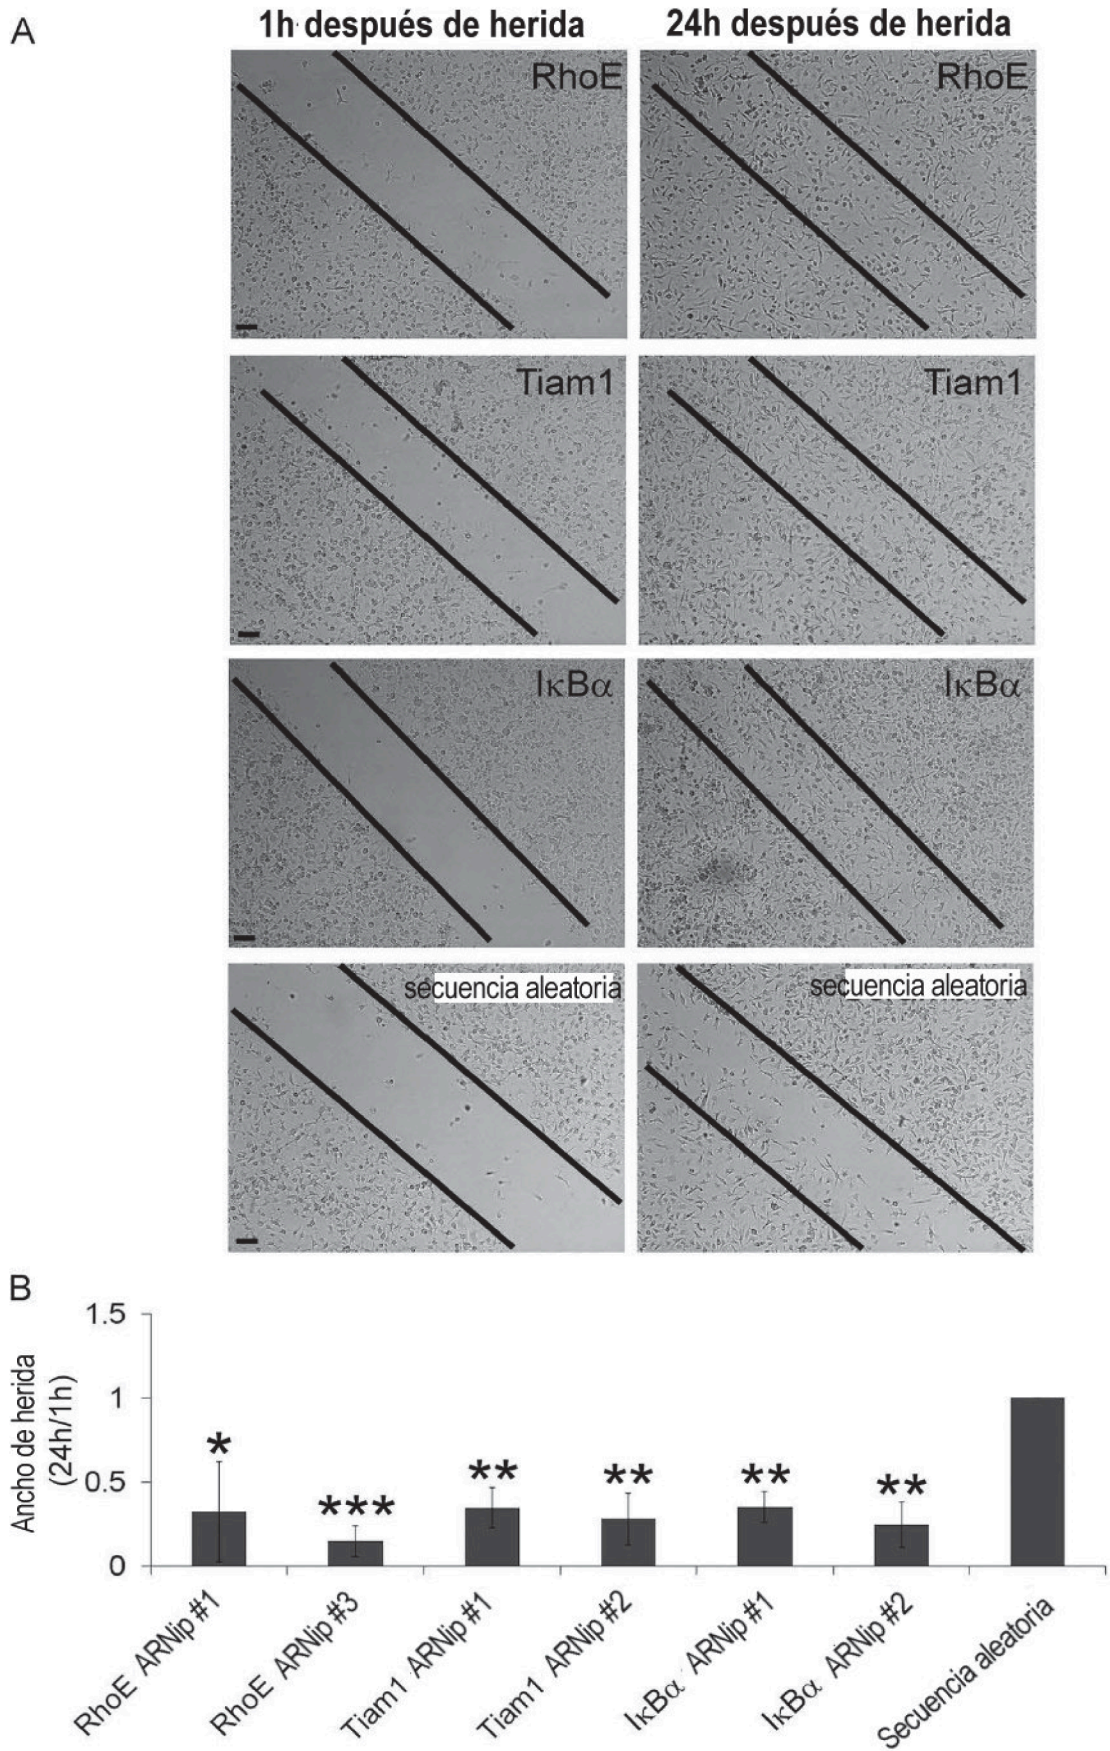 A
1h después de herida
24h después de herida
RhoE
RhoE
Tiam1
Tiam1
IκBα
IκBα
secuencia aleatoria
secuencia aleatoria
B
Ancho de herida
(24h/1h)
1.5
1
0.5
0
*
***
**
**
**
**
RhoE ARNip #1
RhoE ARNip #3
Tiam1 ARNip #1
Tiam1 ARNip #2
IκBα ARNip #1
IκBα ARNip #2
Secuencia aleatoria